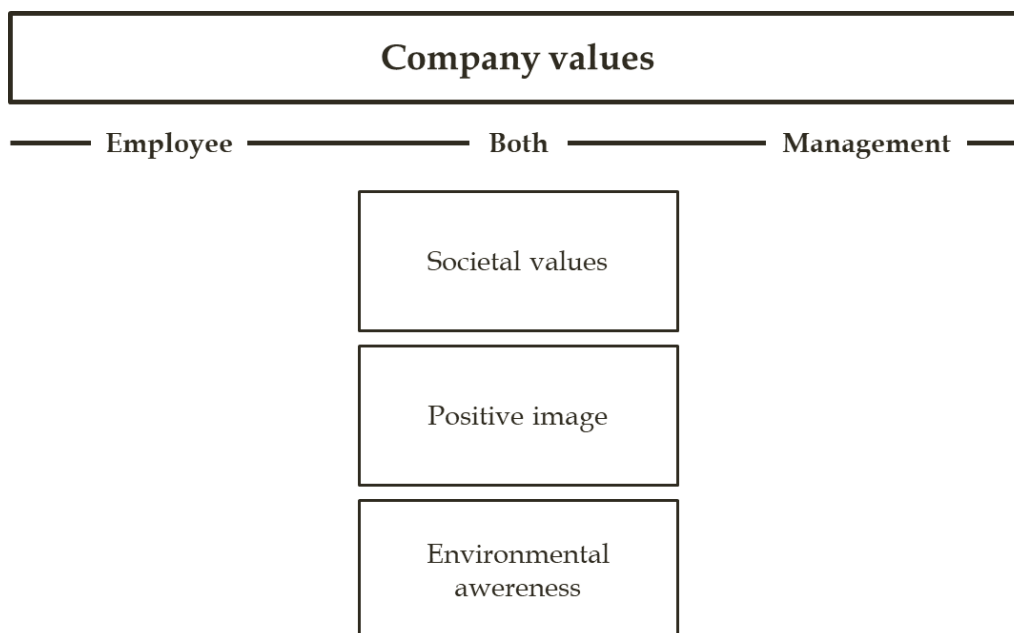 Company values
Employee Both Management
Societal values
Positive image
Environmental
awereness